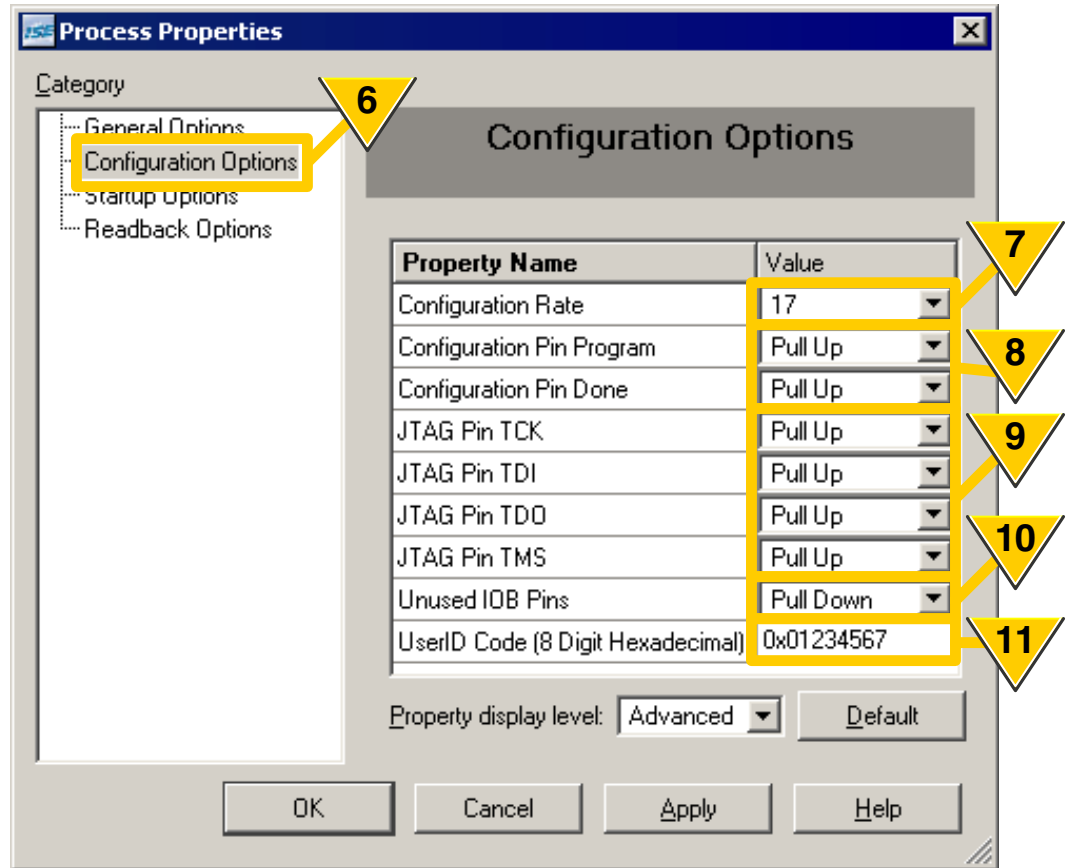 ISE Process Properties
Category
6
General Options
Configuration Options
Startup Options
Readback Options
Configuration Options
7
Property Name Value
Configuration Rate 17
Configuration Pin Program Pull Up
8
Configuration Pin Done Pull Up
JTAG Pin TCK Pull Up
9
JTAG Pin TDI Pull Up
JTAG Pin TDO Pull Up
10
JTAG Pin TMS Pull Up
Unused IOB Pins Pull Down
UserID Code (8 Digit Hexadecimal) 0x01234567
11
Property display level: Advanced Default
OK Cancel Apply Help